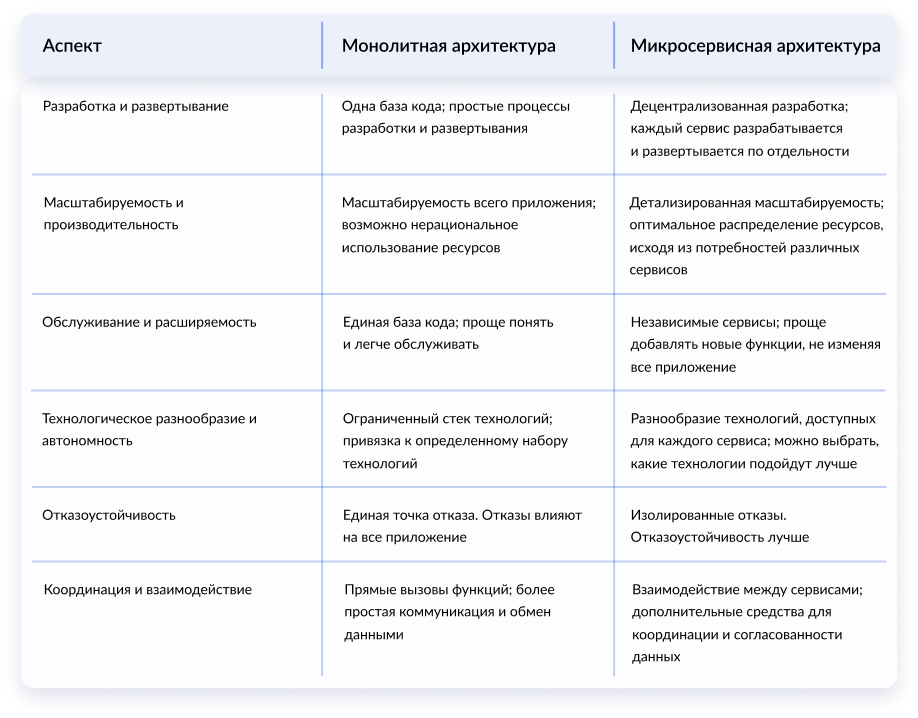 Аспект
Монолитная архитектура
Микросервисная архитектура
Разработка и развертывание
Одна база кода; простые процессы
разработки и развертывания
Децентрализованная разработка;
каждый сервис разрабатывается
и развертывается по отдельности
Масштабируемость и
производительность
Масштабируемость всего приложения;
возможно нерациональное
использование ресурсов
Детализированная масштабируемость;
оптимальное распределение ресурсов,
исходя из потребностей различных
сервисов
Обслуживание и расширяемость
Единая база кода; проще понять
и легче обслуживать
Независимые сервисы; проще
добавлять новые функции, не изменяя
все приложение
Технологическое разнообразие и
автономность
Ограниченный стек технологий;
привязка к определенному набору
технологий
Разнообразие технологий, доступных
для каждого сервиса; можно выбрать,
какие технологии подойдут лучше
Отказоустойчивость
Единая точка отказа. Отказы влияют
на все приложение
Изолированные отказы.
Отказоустойчивость лучше
Координация и взаимодействие
Прямые вызовы функций; более
простая коммуникация и обмен
данными
Взаимодействие между сервисами;
дополнительные средства для
координации и согласованности
данных